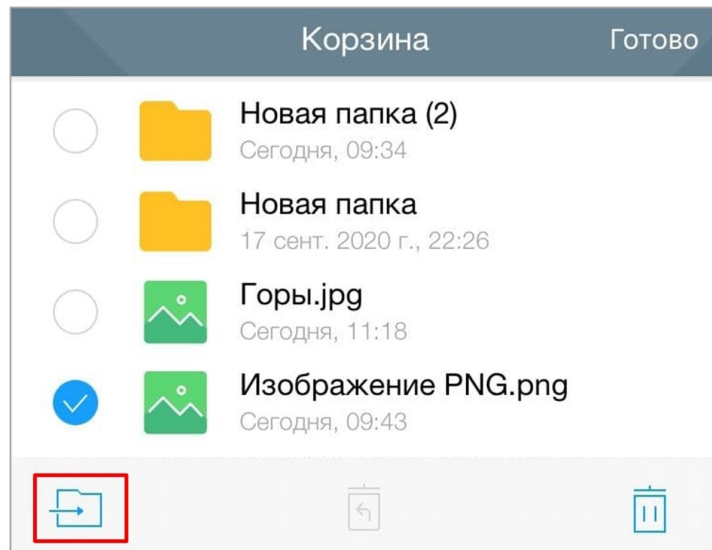 Корзина
Готово
Новая папка (2)
Сегодня, 09:34
Новая папка
17 сент. 2020 г., 22:26
Горы.jpg
Сегодня, 11:18
Изображение PNG.png
Сегодня, 09:43